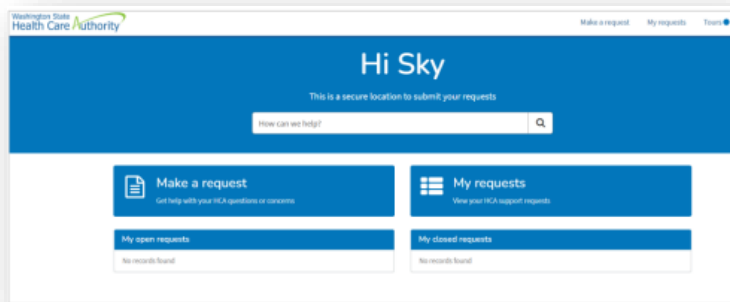 Washington State
Health Care Authority
Make a request My requests Tours
Hi Sky
This is a secure location to submit your requests
How can we help?
Make a request
Get help with your HCA questions or concerns
My requests
View your HCA support requests
My open requests
No records found
My closed requests
No records found